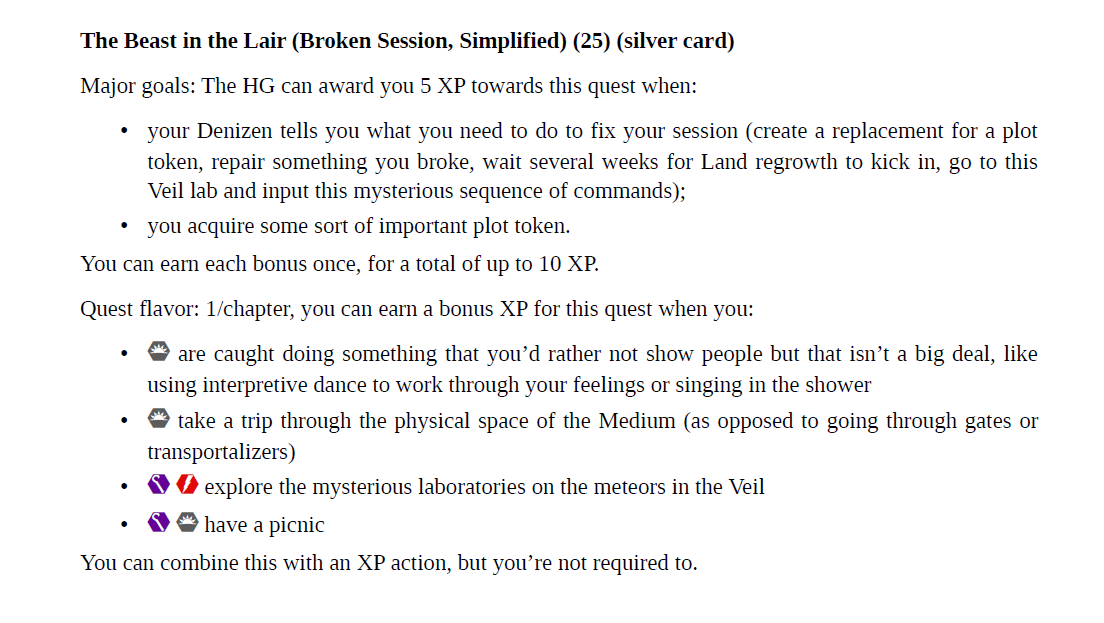 The Beast in the Lair (Broken Session, Simplified) (25) (silver card)
Major goals: The HG can award you 5 XP towards this quest when:
• your Denizen tells you what you need to do to fix your session (create a replacement for a plot
token, repair something you broke, wait several weeks for Land regrowth to kick in, go to this
Veil lab and input this mysterious sequence of commands);
• you acquire some sort of important plot token.
You can earn each bonus once, for a total of up to 10 XP.
Quest flavor: 1/chapter, you can earn a bonus XP for this quest when you:
• are caught doing something that you’d rather not show people but that isn’t a big deal, like
using interpretive dance to work through your feelings or singing in the shower
• take a trip through the physical space of the Medium (as opposed to going through gates or
transportalizers)
• explore the mysterious laboratories on the meteors in the Veil
• have a picnic
You can combine this with an XP action, but you’re not required to.